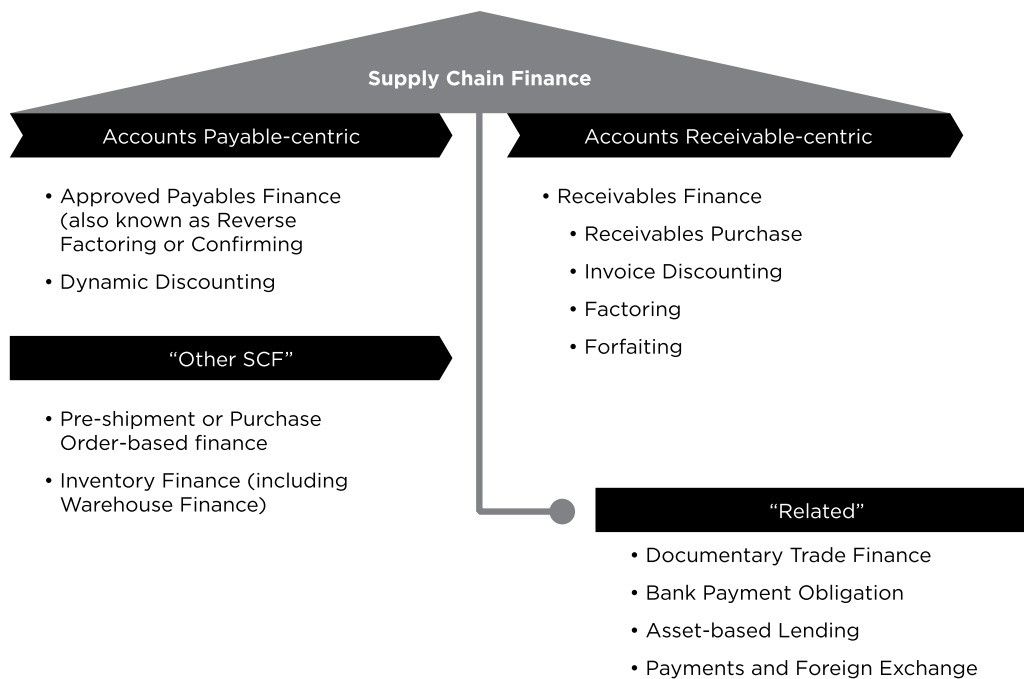 Supply Chain Finance
Accounts Payable-centric
• Approved Payables Finance
(also known as Reverse
Factoring or Confirming
• Dynamic Discounting
“Other SCF”
• Pre-shipment or Purchase
Order-based finance
• Inventory Finance (including
Warehouse Finance)
Accounts Receivable-centric
• Receivables Finance
• Receivables Purchase
• Invoice Discounting
• Factoring
• Forfaiting
“Related”
• Documentary Trade Finance
• Bank Payment Obligation
• Asset-based Lending
• Payments and Foreign Exchange